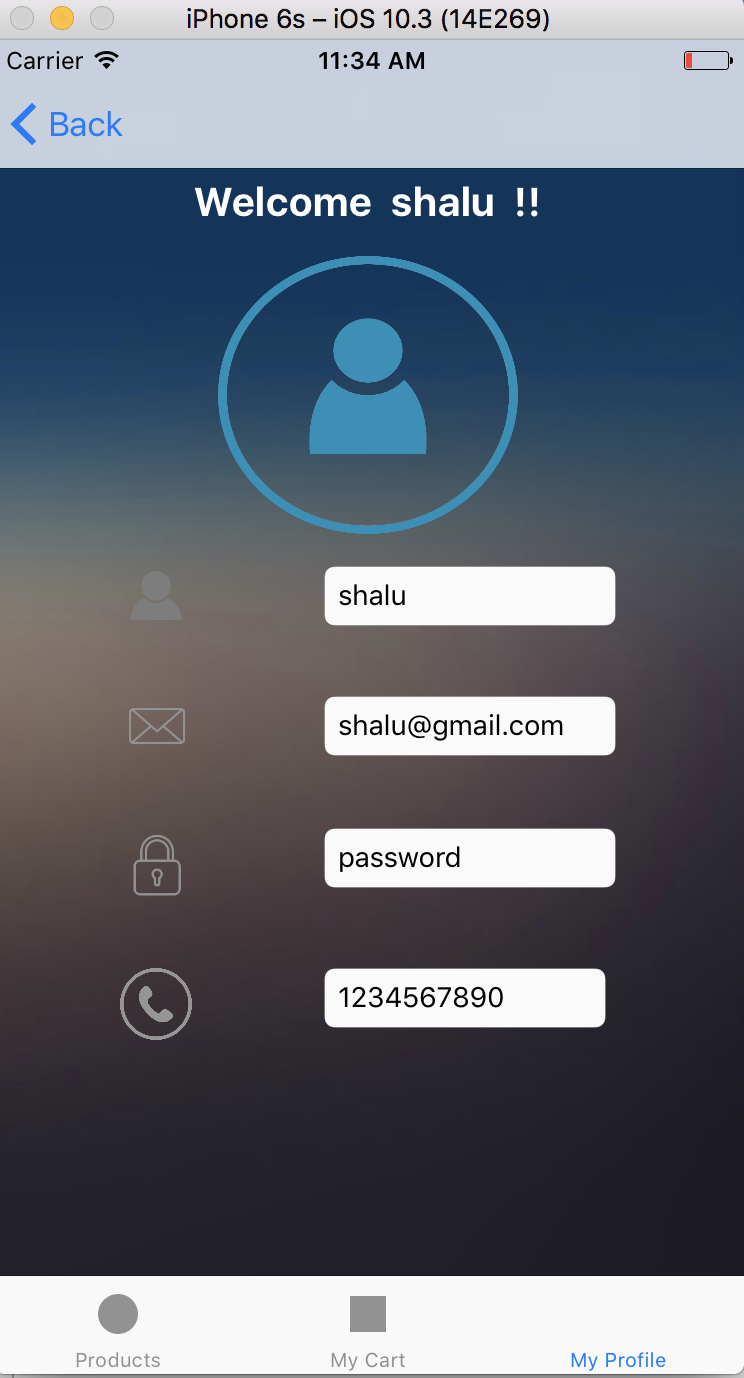 iPhone 6s – iOS 10.3 (14E269)
Carrier 11:34 AM
Back
Welcome shalu !!
shalu
shalu@gmail.com
password
1234567890
Products My Cart My Profile